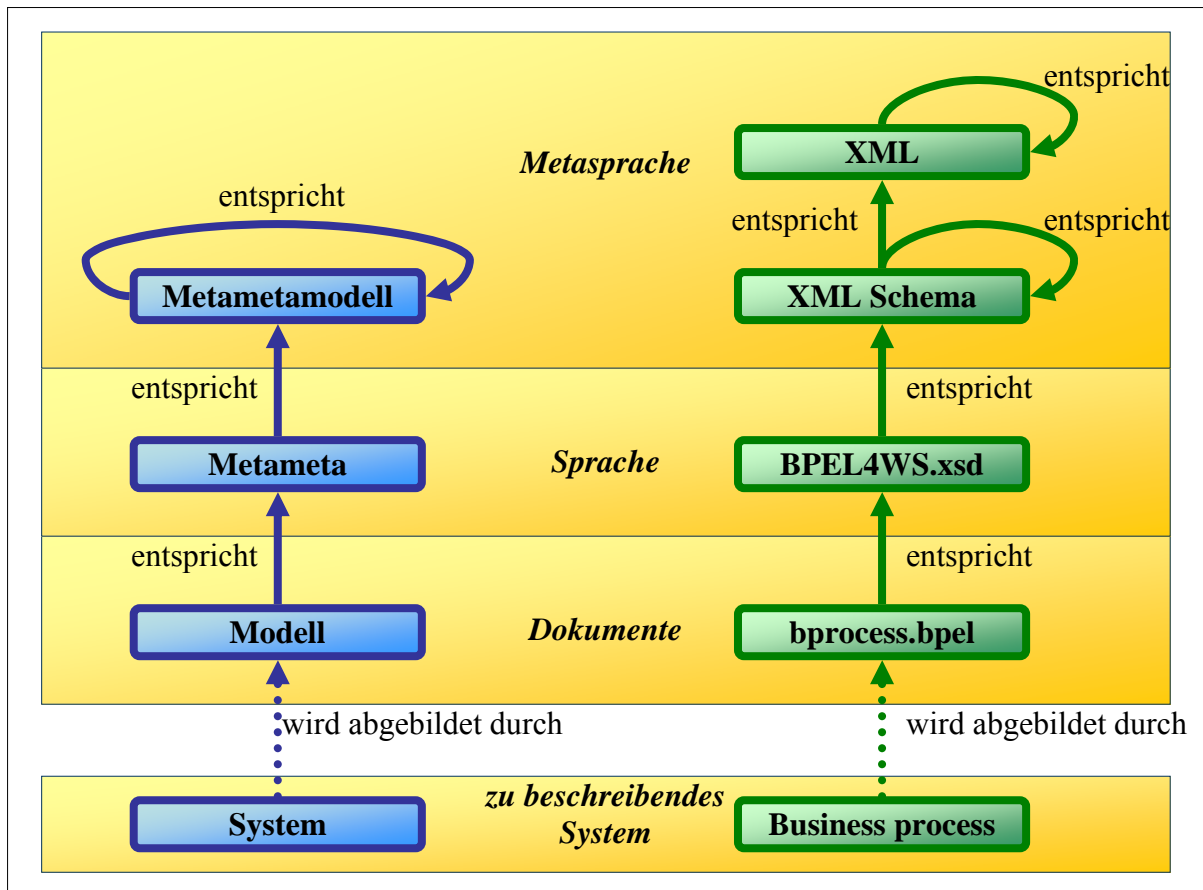 entspricht
XML
Metasprache
entspricht
entspricht
entspricht
Metametamodell
XML Schema
entspricht
entspricht
Metameta
Sprache
BPEL4WS.xsd
entspricht
entspricht
Modell
Dokumente
bprocess.bpel
wird abgebildet durch
wird abgebildet durch
zu beschreibendes
System
System
Business process